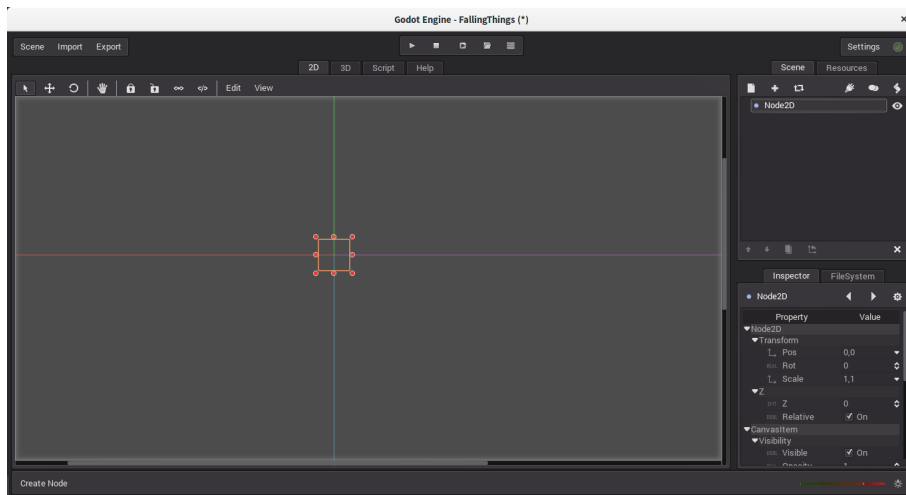 Godot Engine - FallingThings (*)
Scene Import Export
Settings
2D 3D Script Help
Scene Resources
Edit View
Node2D
Inspector FileSystem
Node2D
Property Value
Node2D
Transform
Pos 0,0
Rot 0
Scale 1,1
Z
Z 0
Relative On
CanvasItem
Visibility
Visible On
Opacity 1
Create Node